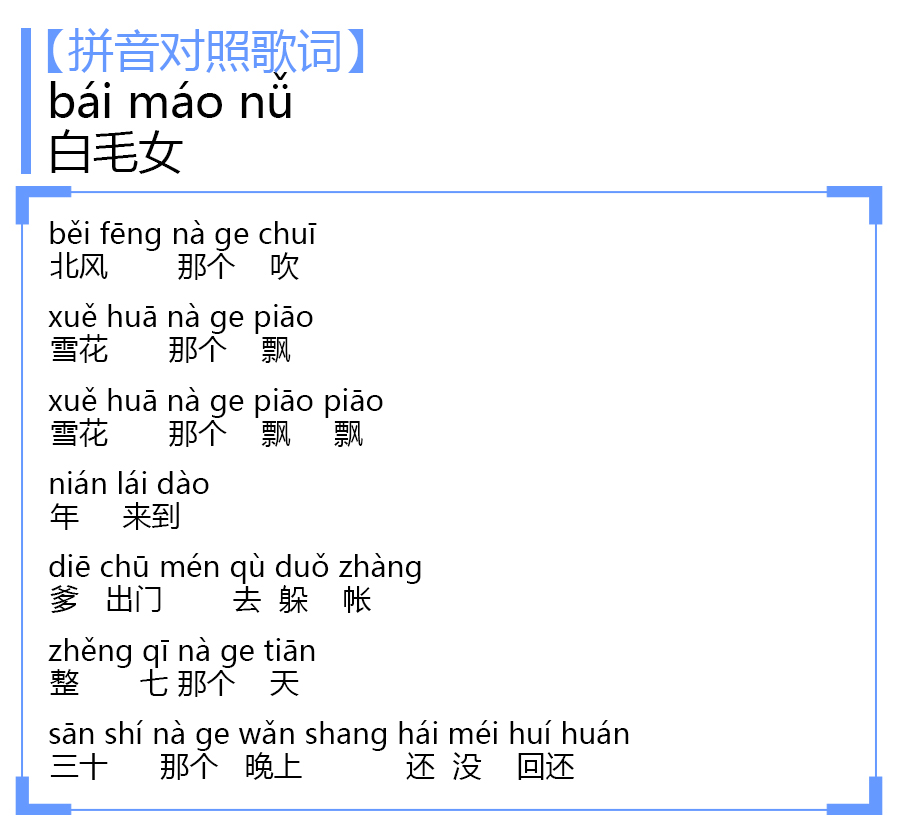 【拼音对照歌词】
bái máo nǚ
白毛女
běi fēng nà ge chuī
北风 那个 吹
xuě huā nà ge piāo
雪花 那个 飘
xuě huā nà ge piāo piāo
雪花 那个 飘 飘
nián lái dào
年 来到
diē chū mén qù duǒ zhàng
爹 出门 去 躲 帐
zhěng qī nà ge tiān
整 七 那个 天
sān shí nà ge wǎn shang hái méi huí huán
三十 那个 晚上 还 没 回还